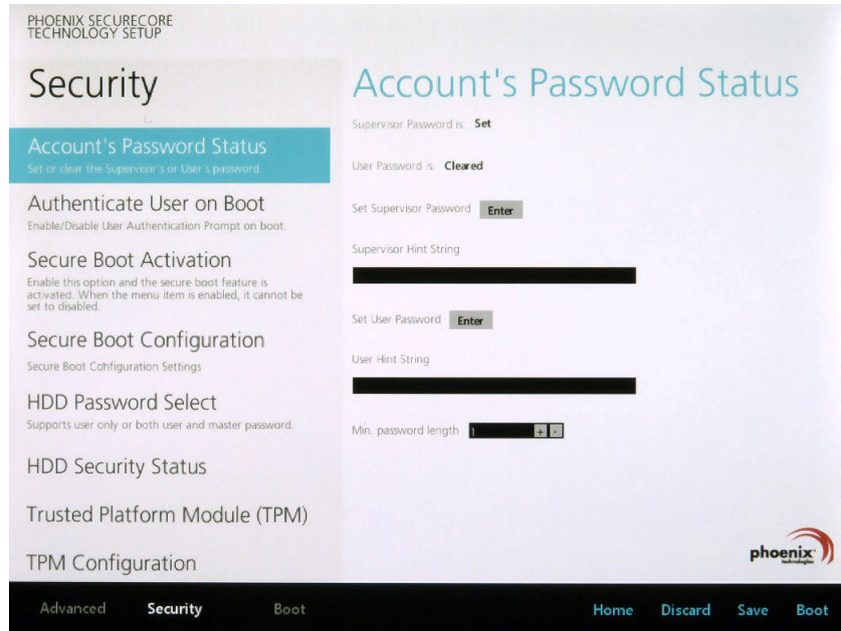 PHOENIX SECURECORE
TECHNOLOGY SETUP
Security
Account's Password Status
Set or clear the Supervisor's or User's password.
Authenticate User on Boot
Enable/Disable User Authentication Prompt on boot.
Secure Boot Activation
Enable this option and the secure boot feature is
activated. When the menu item is enabled, it cannot be
set to disabled.
Secure Boot Configuration
Secure Boot Configuration Settings
HDD Password Select
Supports user only or both user and master password.
HDD Security Status
Trusted Platform Module (TPM)
TPM Configuration
Account's Password Status
Supervisor Password is: Set
User Password is: Cleared
Set Supervisor Password Enter
Supervisor Hint String
Set User Password Enter
User Hint String
Min. password length 1 + -
phoenix
technologies
Advanced Security Boot Home Discard Save Boot